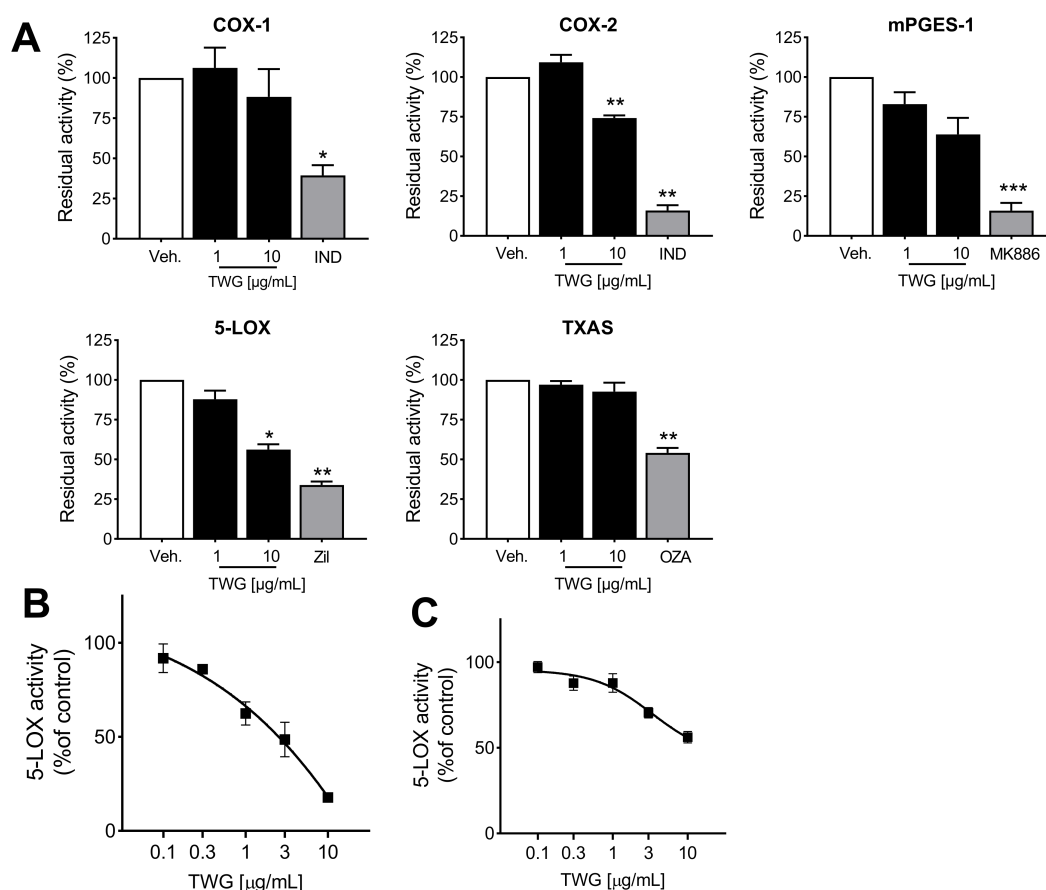 A
COX-1
Residual activity (%)
125
100
75
50
25
0
*
Veh.
1
10
IND
TWG [µg/mL]
COX-2
Residual activity (%)
125
100
75
50
25
0
**
**
Veh.
1
10
IND
TWG [µg/mL]
mPGES-1
Residual activity (%)
125
100
75
50
25
0
***
Veh.
1
10
MK886
TWG [µg/mL]
5-LOX
Residual activity (%)
125
100
75
50
25
0
*
**
Veh.
1
10
Zil
TWG [µg/mL]
TXAS
Residual activity (%)
125
100
75
50
25
0
**
Veh.
1
10
OZA
TWG [µg/mL]
B
5-LOX activity
(%of control)
100
50
0
0.1
0.3
1
3
10
TWG [µg/mL]
C
5-LOX activity
(%of control)
100
50
0
0.1
0.3
1
3
10
TWG [µg/mL]